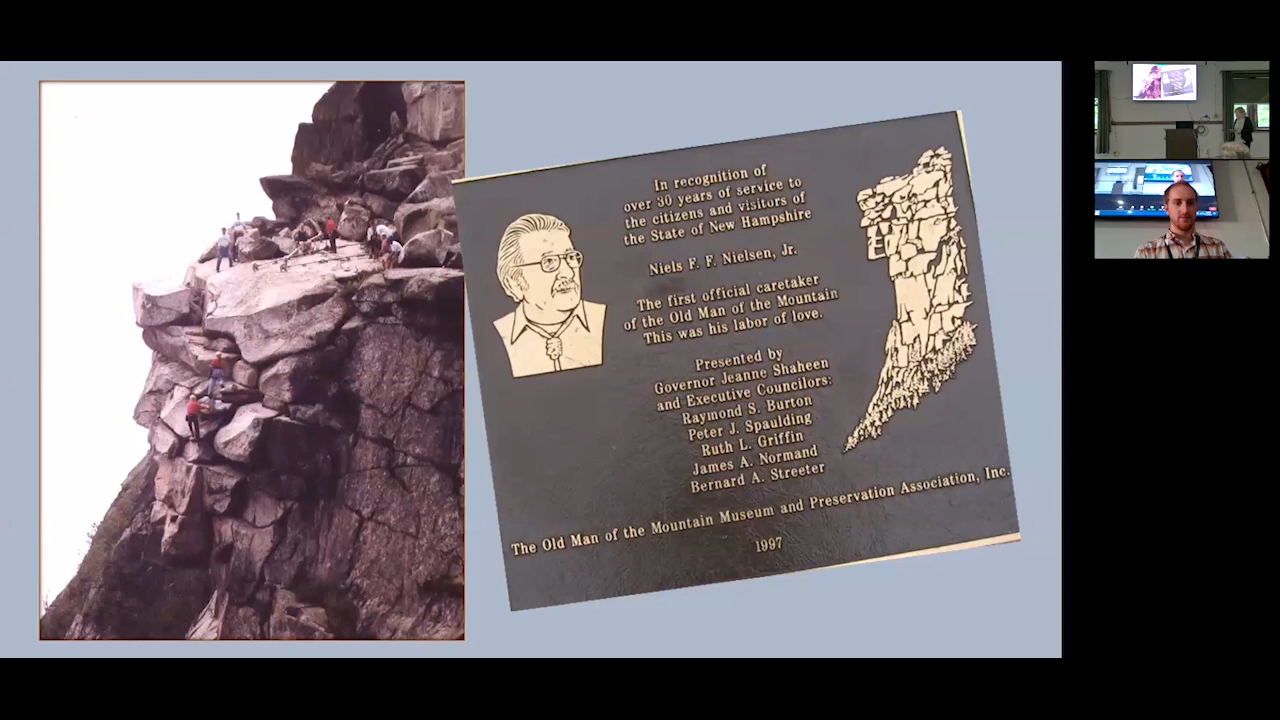 In recognition of
over 30 years of service to
the citizens and visitors of
the State of New Hampshire
Niels F. F. Nielsen, Jr.
The first official caretaker
of the Old Man of the Mountain
This was his labor of love.
Presented by
Governor Jeanne Shaheen
and Executive Councilors:
Raymond S. Burton
Peter J. Spaulding
Ruth L. Griffin
James A. Normand
Bernard A. Streeter
The Old Man of the Mountain Museum and Preservation Association, Inc.
1997